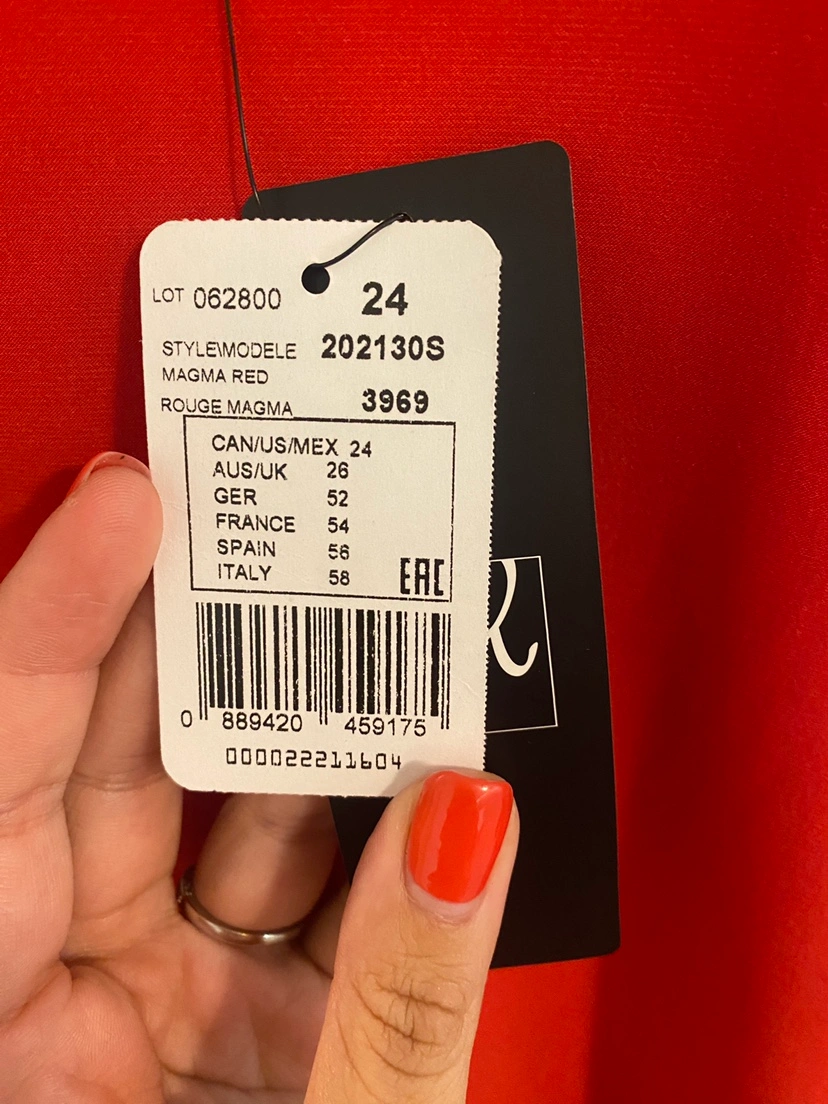 LOT 062800 24
STYLE\MODELE 202130S
MAGMA RED
ROUGE MAGMA 3969
CAN/US/MEX 24
AUS/UK 26
GER 52
FRANCE 54
SPAIN 56
ITALY 58
EAC
0 889420 459175
000022211604